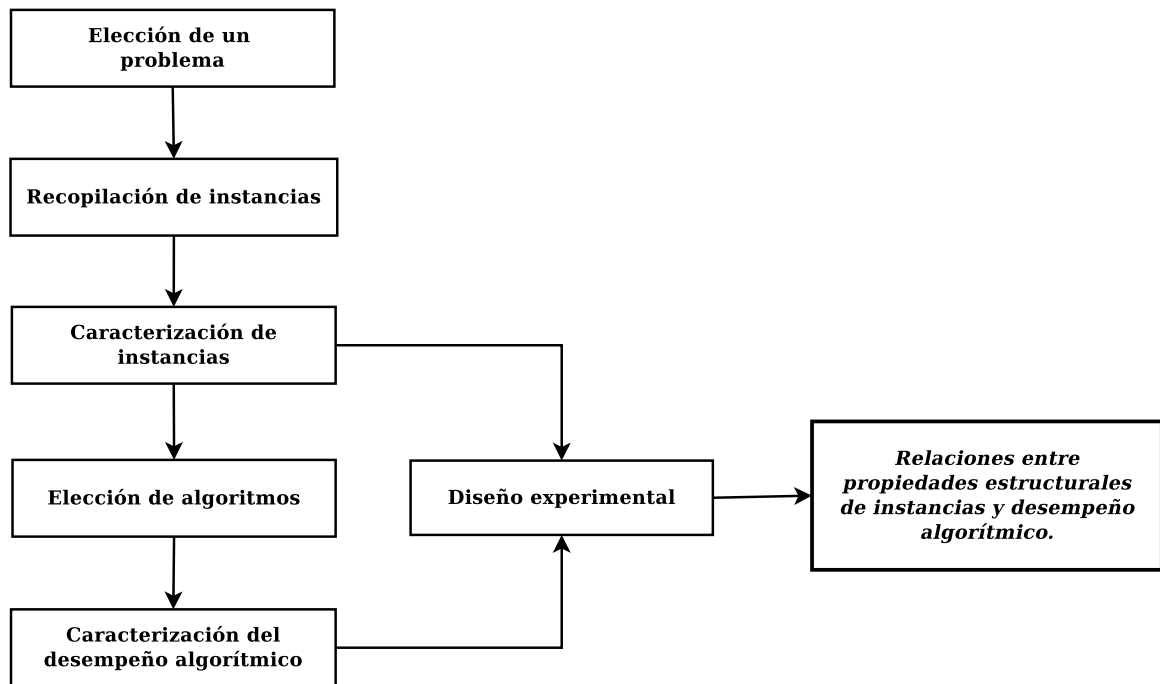 Elección de un
problema
Recopilación de instancias
Caracterización de
instancias
Elección de algoritmos
Caracterización del
desempeño algorítmico
Diseño experimental
Relaciones entre
propiedades estructurales
de instancias y desempeño
algorítmico.